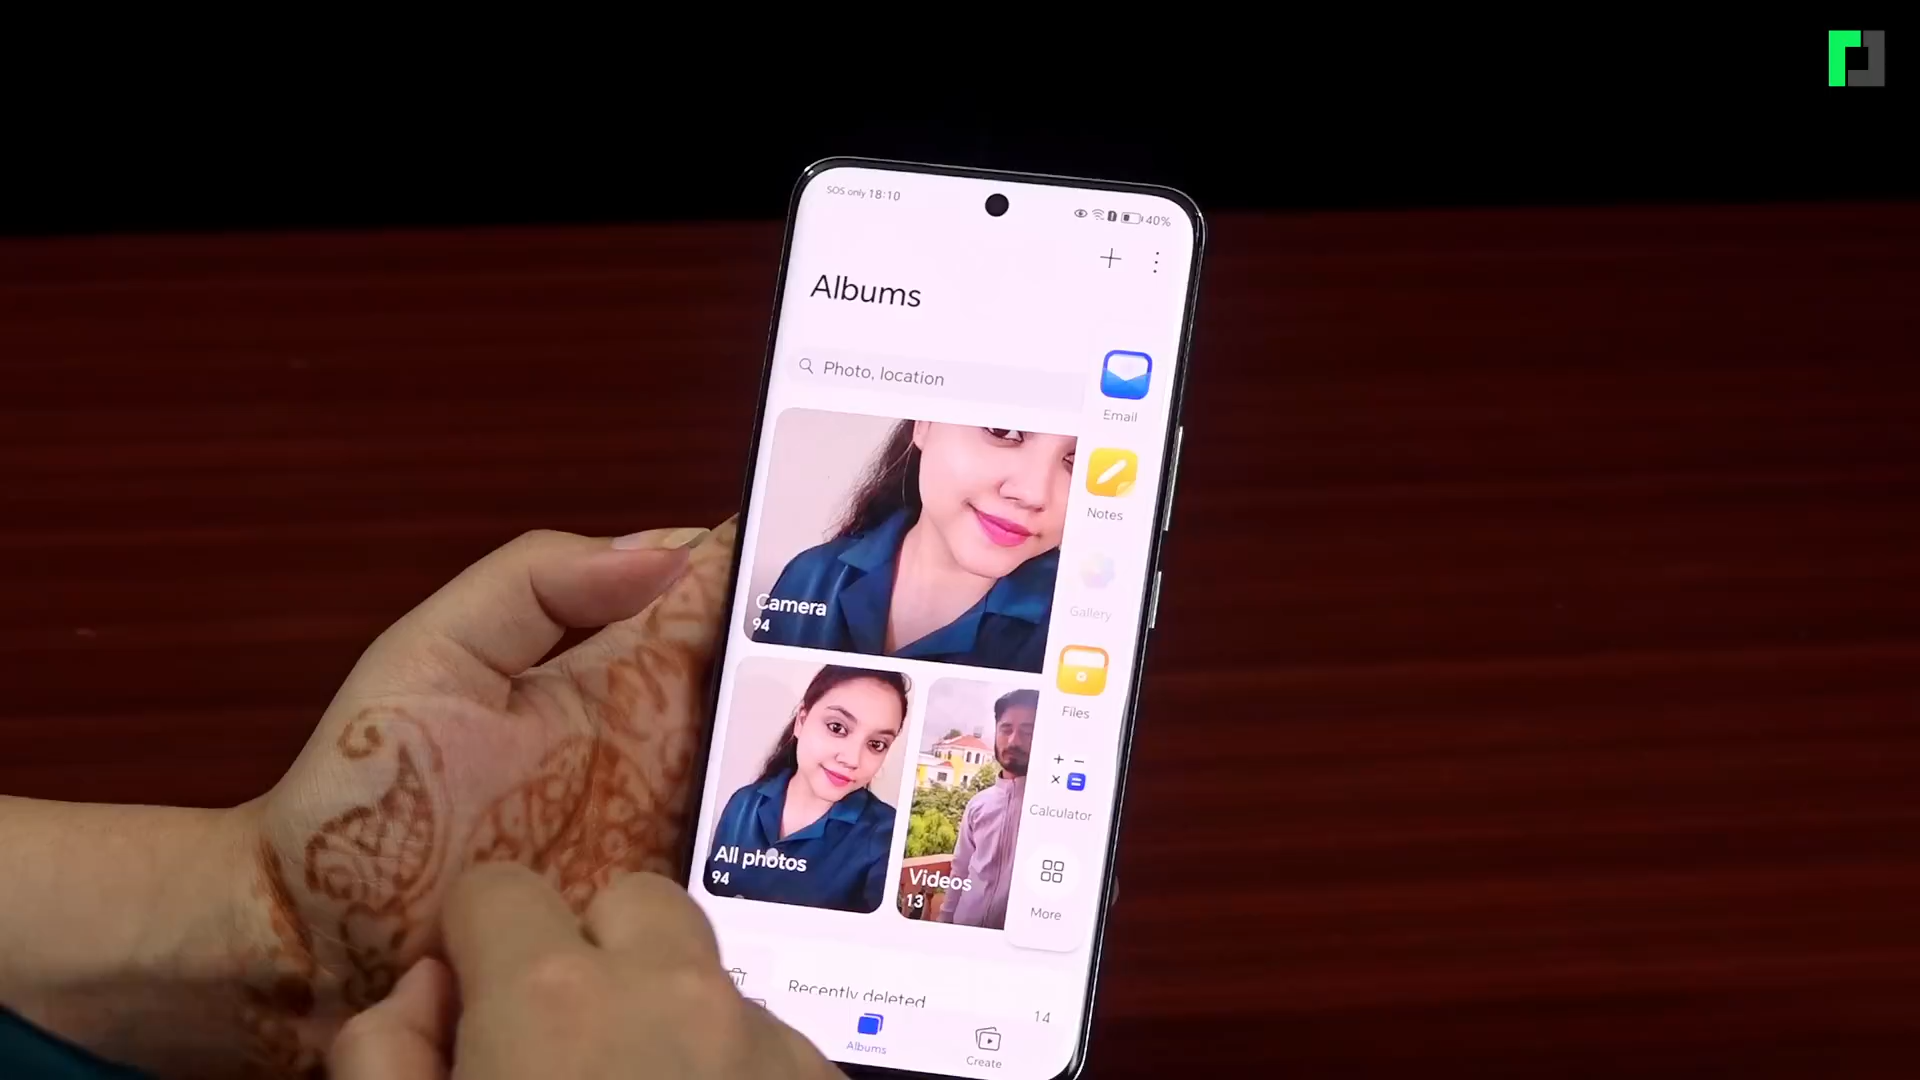 SOS only 18:10
40%
Albums
Photo, location
Email
Notes
Camera
94
Gallery
Files
All photos
94
Videos
13
Calculator
More
Recently deleted
14
Albums
Create